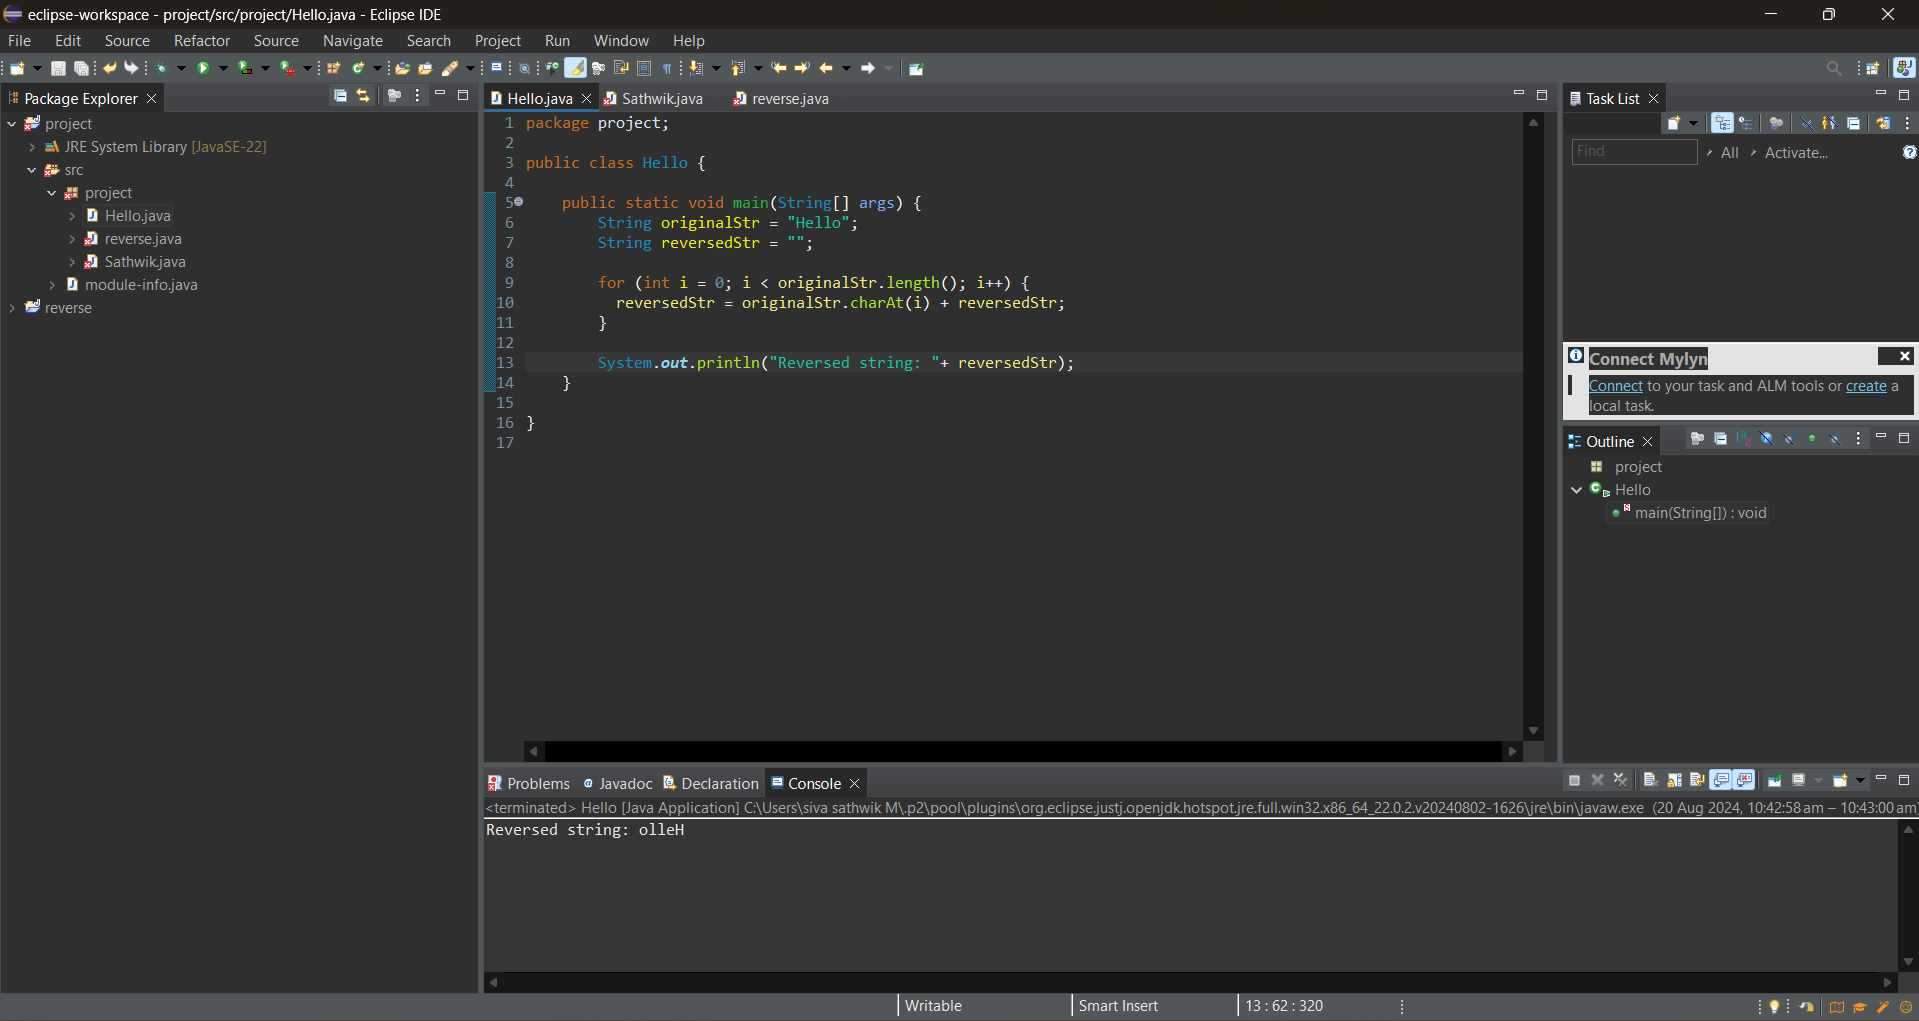 eclipse-workspace - project/src/project/Hello.java - Eclipse IDE
File Edit Source Refactor Source Navigate Search Project Run Window Help
Package Explorer
project
JRE System Library [JavaSE-22]
src
project
Hello.java
reverse.java
Sathwik.java
module-info.java
reverse
Hello.java Sathwik.java reverse.java
1 package project;
2
3 public class Hello {
4
5 public static void main(String[] args) {
6 String originalStr = "Hello";
7 String reversedStr = "";
8
9 for (int i = 0; i < originalStr.length(); i++) {
10 reversedStr = originalStr.charAt(i) + reversedStr;
11 }
12
13 System.out.println("Reversed string: "+ reversedStr);
14 }
15
16 }
17
Task List
Find All Activate...
Connect Mylyn
Connect to your task and ALM tools or create a
local task.
Outline
project
Hello
main(String[]) : void
Problems Javadoc Declaration Console
<terminated> Hello [Java Application] C:\Users\siva sathwik M\.p2\pool\plugins\org.eclipse.justj.openjdk.hotspot.jre.full.win32.x86_64_22.0.2.v20240802-1626\jre\bin\javaw.exe (20 Aug 2024, 10:42:58 am – 10:43:00 am
Reversed string: olleH
Writable Smart Insert 13 : 62 : 320